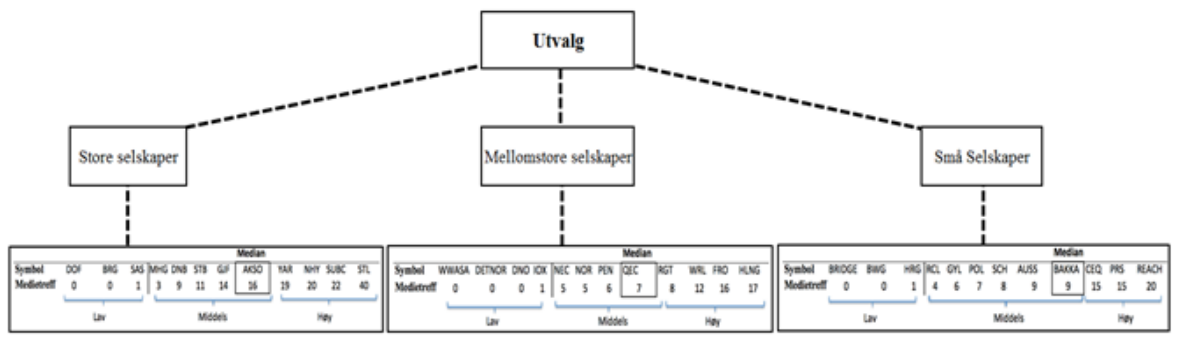 Utvalg
Store selskaper
Mellomstore selskaper
Små Selskaper
Median
Symbol DOF BRG SAS MHG DNB STB GJF AKSO YAR NHY SUBC STL
Medietreff 0 0 1 3 9 11 14 16 19 20 22 40
Lav Middels Høy
Median
Symbol WWASA DETNOR DNO IOX NEC NOR PEN QEC RGT WRL FRO HLNG
Medietreff 0 0 0 1 5 5 6 7 8 12 16 17
Lav Middels Høy
Median
Symbol BRIDGE BWG HRG RCL GYL POL SCH AUSS BAKKA CEQ PRS REACH
Medietreff 0 0 1 4 6 7 8 9 9 15 15 20
Lav Middels Høy